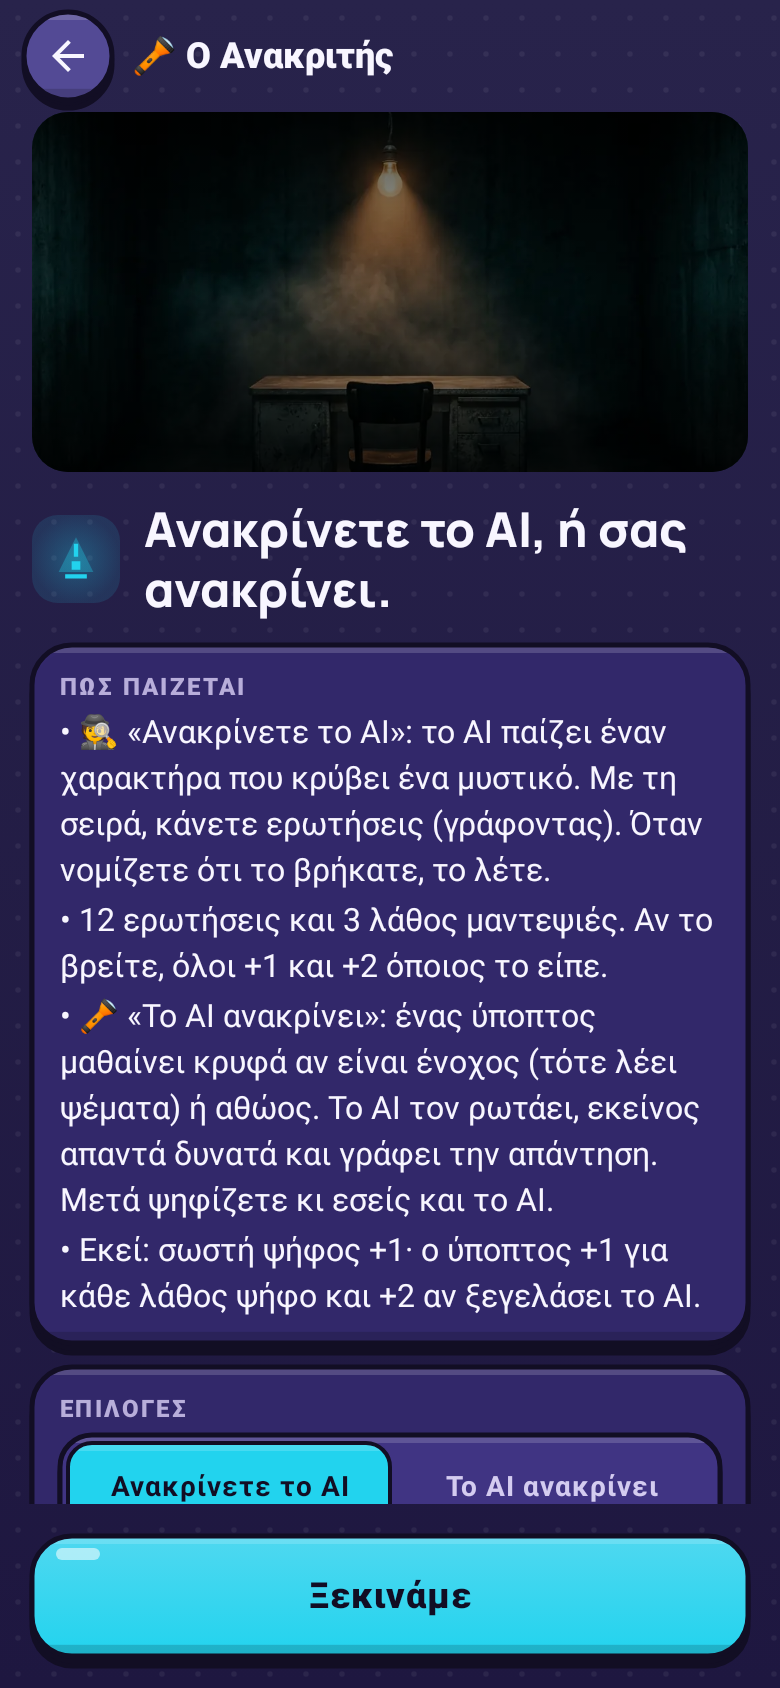 🔦 Ο Ανακριτής
Ανακρίνετε το AI, ή σας
ανακρίνει.
ΠΩΣ ΠΑΙΖΕΤΑΙ
• 🕵️ «Ανακρίνετε το AI»: το AI παίζει έναν
χαρακτήρα που κρύβει ένα μυστικό. Με τη
σειρά, κάνετε ερωτήσεις (γράφοντας). Όταν
νομίζετε ότι το βρήκατε, το λέτε.
• 12 ερωτήσεις και 3 λάθος μαντεψιές. Αν το
βρείτε, όλοι +1 και +2 όποιος το είπε.
• 🔦 «Το AI ανακρίνει»: ένας ύποπτος
μαθαίνει κρυφά αν είναι ένοχος (τότε λέει
ψέματα) ή αθώος. Το AI τον ρωτάει, εκείνος
απαντά δυνατά και γράφει την απάντηση.
Μετά ψηφίζετε κι εσείς και το AI.
• Εκεί: σωστή ψήφος +1· ο ύποπτος +1 για
κάθε λάθος ψήφο και +2 αν ξεγελάσει το AI.
ΕΠΙΛΟΓΕΣ
Ανακρίνετε το AI
Το AI ανακρίνει
Ξεκινάμε